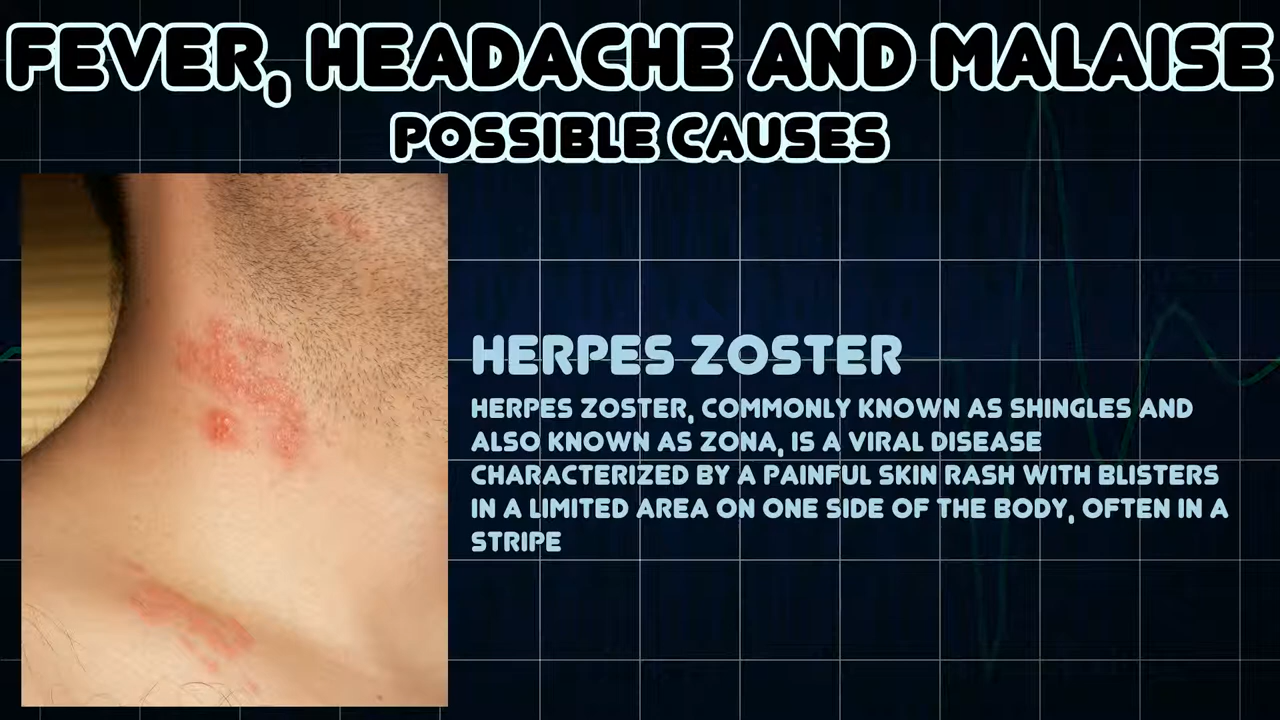 FEVER, HEADACHE AND MALAISE
POSSIBLE CAUSES
HERPES ZOSTER
HERPES ZOSTER, COMMONLY KNOWN AS SHINGLES AND
ALSO KNOWN AS ZONA, IS A VIRAL DISEASE
CHARACTERIZED BY A PAINFUL SKIN RASH WITH BLISTERS
IN A LIMITED AREA ON ONE SIDE OF THE BODY, OFTEN IN A
STRIPE